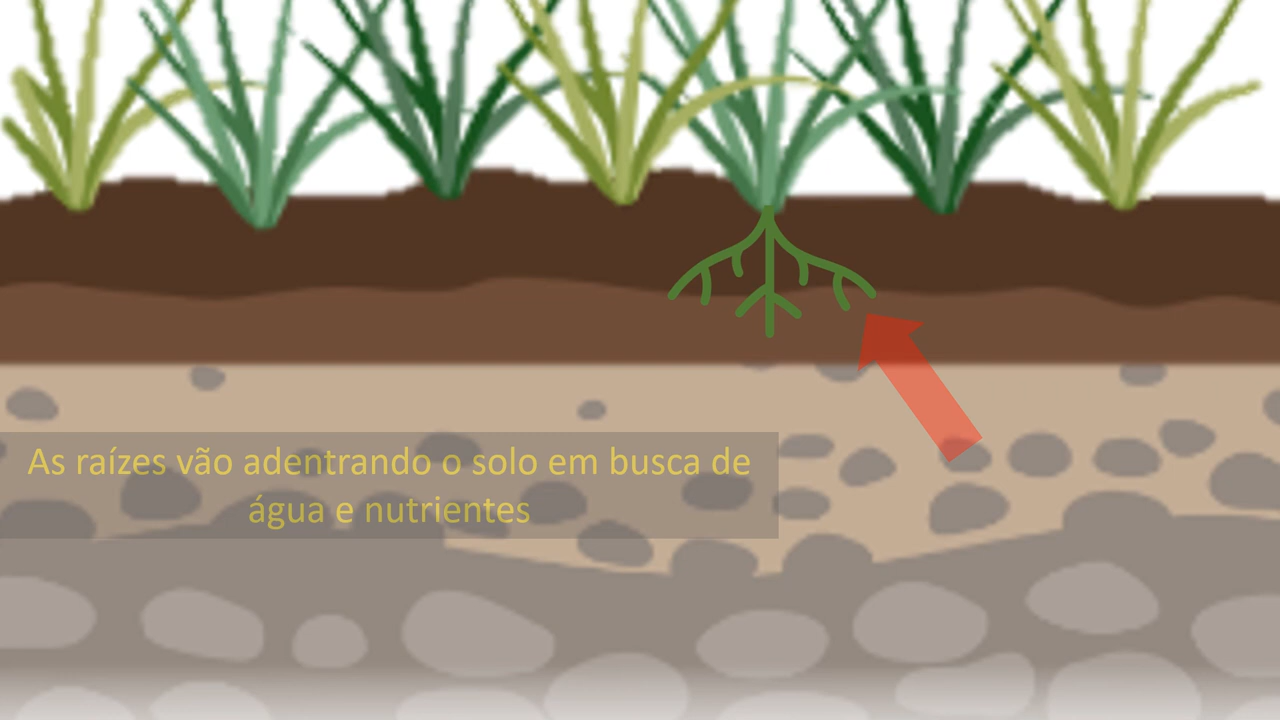 As raízes vão adentrando o solo em busca de
água e nutrientes